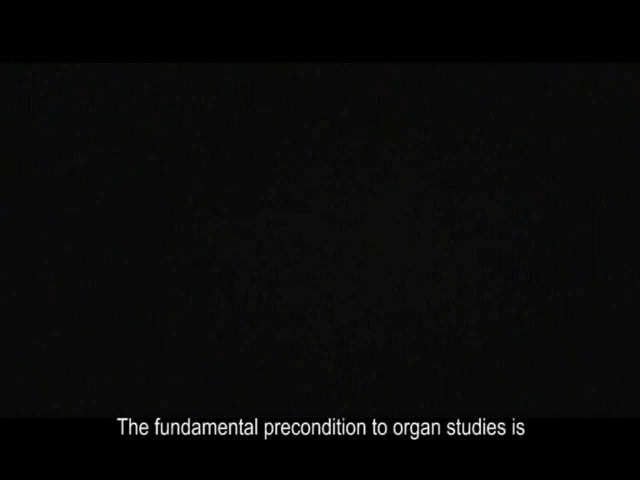 The fundamental precondition to organ studies is